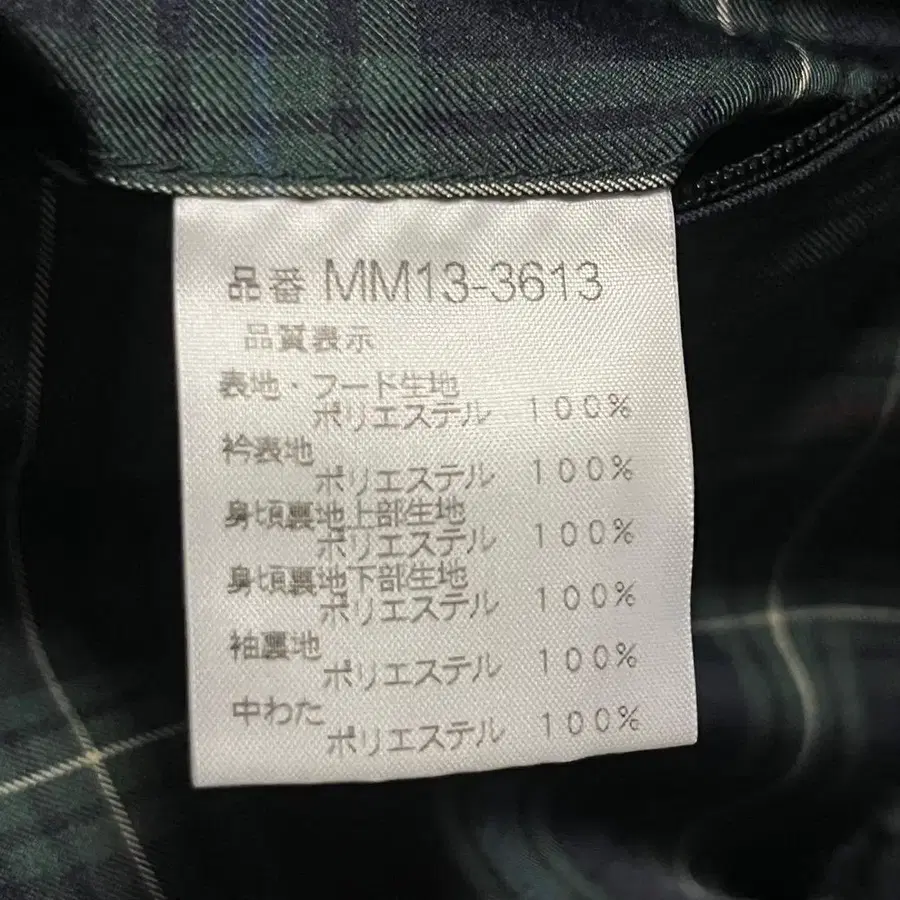 品番 MM13-3613
品質表示
表地・フード生地
ポリエステル 100%
衿表地
ポリエステル 100%
身頃裏地上部生地
ポリエステル 100%
身頃裏地下部生地
ポリエステル 100%
袖裏地
ポリエステル 100%
中わた
ポリエステル 100%